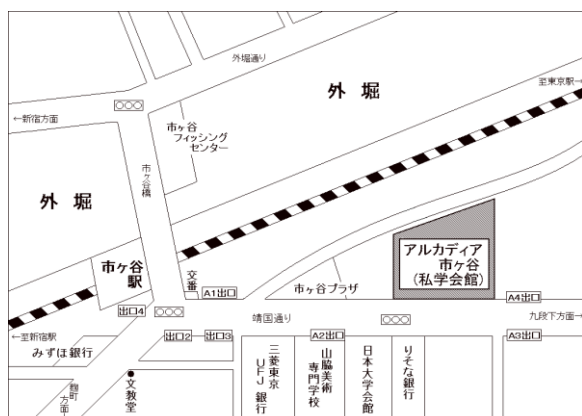 外堀通り
外 堀
至東京駅→
←新宿方面
市ヶ谷
フィッシング
センター
市ヶ谷橋
外 堀
アルカディア
市ヶ谷
(私学会館)
市ヶ谷
駅
交番
A1出口
市ヶ谷プラザ
A4出口
出口4
靖国通り
九段下方面→
←至新宿駅
出口2
出口3
A2出口
A3出口
みずほ銀行
三菱東京
UFJ銀行
山脇美術
専門学校
日本大学会館
りそな銀行
文教堂
麹町
方面